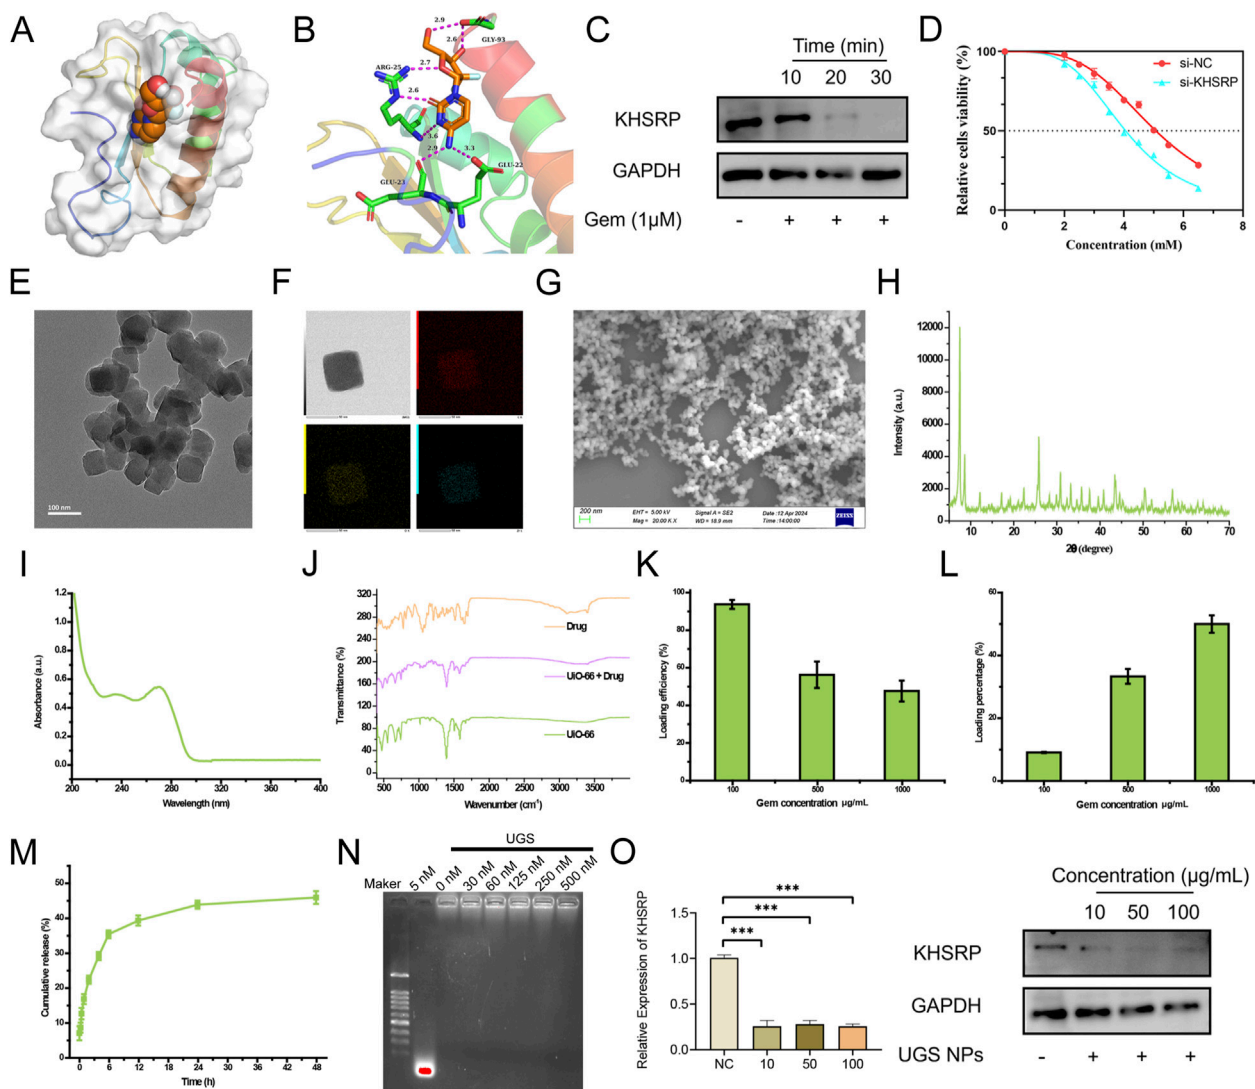 A
B
2.9
2.6
GLY-93
ARG-25
2.7
2.6
3.6
2.9
3.3
GLU-23
GLU-22
C
Time (min)
10 20 30
KHSRP
GAPDH
Gem (1μM)
- + + +
D
si-NC
si-KHSRP
Relative cells viability (%)
100
50
0
0 2 4 6 8
Concentration (mM)
E
100 nm
F
G
200 nm
EHT = 5.00 kV
Mag = 20.00 K X
Signal A = SE2
WD = 18.9 mm
Date :12 Apr 2024
Time :14:00:00
ZEISS
H
Intensity (a.u.)
12000
10000
8000
6000
4000
2000
0
10 20 30 40 50 60 70
2θ (degree)
I
Absorbance (a.u.)
1.2
1.0
0.8
0.6
0.4
0.2
0.0
200 240 280 320 360 400
Wavelength (nm)
J
Transmittance (%)
320
280
240
200
160
120
80
40
0
Drug
UiO-66 + Drug
UiO-66
500 1000 1500 2000 2500 3000 3500
Wavenumber (cm-1)
K
Loading efficiency (%)
100
90
80
70
60
50
40
30
20
10
0
100 500 1000
Gem concentration μg/mL
L
Loading percentage (%)
60
40
20
0
100 500 1000
Gem concentration μg/mL
M
Cumulative release (%)
60
50
40
30
20
10
0
0 6 12 18 24 30 36 42 48
Time (h)
N
UGS
Maker
5 nM
0 nM
30 nM
60 nM
125 nM
250 nM
500 nM
O
Relative Expression of KHSRP
1.5
1.0
0.5
0.0
***
***
***
NC 10 50 100
Concentration (μg/mL)
10 50 100
KHSRP
GAPDH
UGS NPs
- + + +